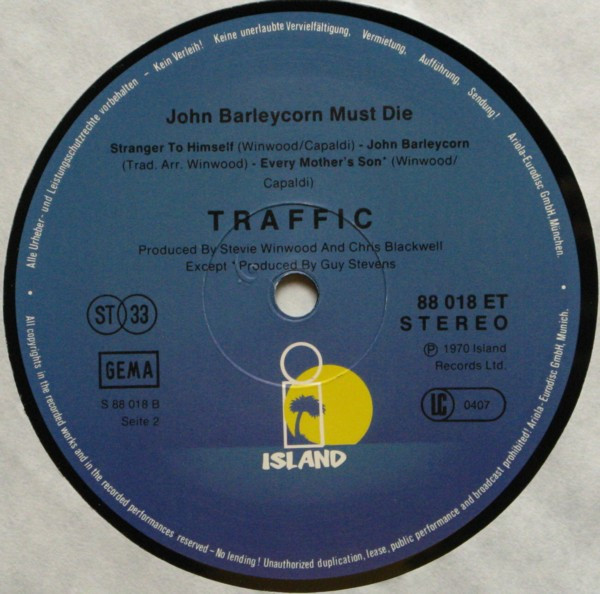 Alle Urheber- und Leistungsschutzrechte vorbehalten - Kein Verleih! Keine unerlaubte Vervielfältigung, Vermietung, Aufführung, Sendung! Ariola-Eurodisc GmbH, München.
John Barleycorn Must Die
Stranger To Himself (Winwood/Capaldi) - John Barleycorn
(Trad. Arr. Winwood) - Every Mother's Son* (Winwood/
Capaldi)
TRAFFIC
Produced By Stevie Winwood And Chris Blackwell
Except * Produced By Guy Stevens
ST 33
GEMA
S 88 018 B
Seite 2
88 018 ET
STEREO
Ⓟ 1970 Island
Records Ltd.
LC 0407
i
ISLAND
All copyrights in the recorded works and in the recorded performances reserved - No lending! Unauthorized duplication, lease, public performance and broadcast prohibited! Ariola - Eurodisc GmbH, Munich.